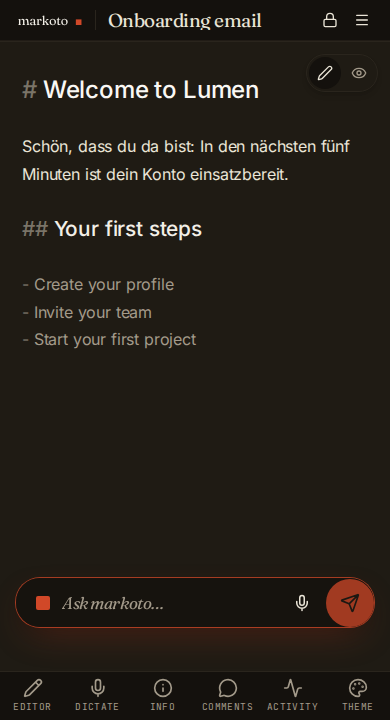 markoto
Onboarding email
# Welcome to Lumen
Schön, dass du da bist: In den nächsten fünf
Minuten ist dein Konto einsatzbereit.
## Your first steps
- Create your profile
- Invite your team
- Start your first project
Ask markoto...
EDITOR DICTATE INFO COMMENTS ACTIVITY THEME